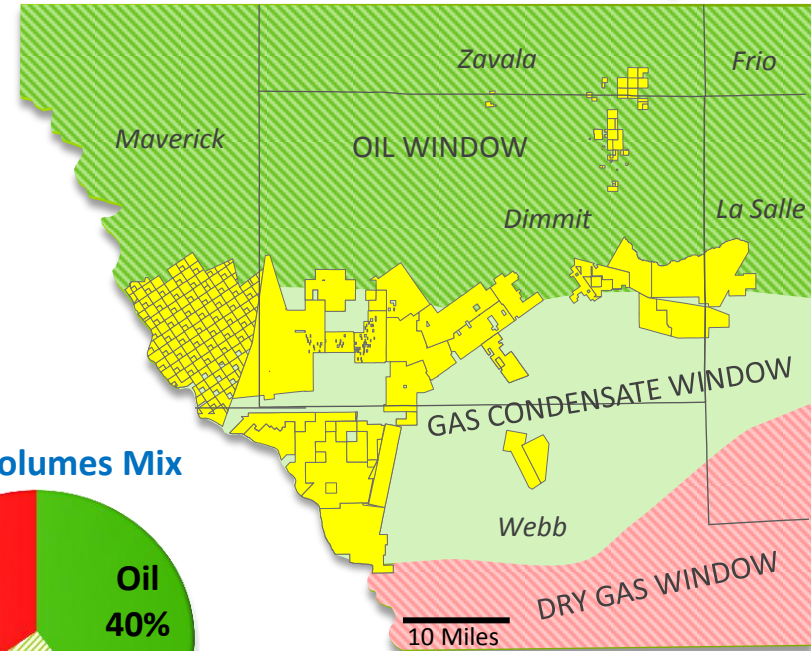 Zavala
Frio
Maverick
OIL WINDOW
Dimmit
La Salle
GAS CONDENSATE WINDOW
olumes Mix
Webb
Oil
40%
DRY GAS WINDOW
10 Miles